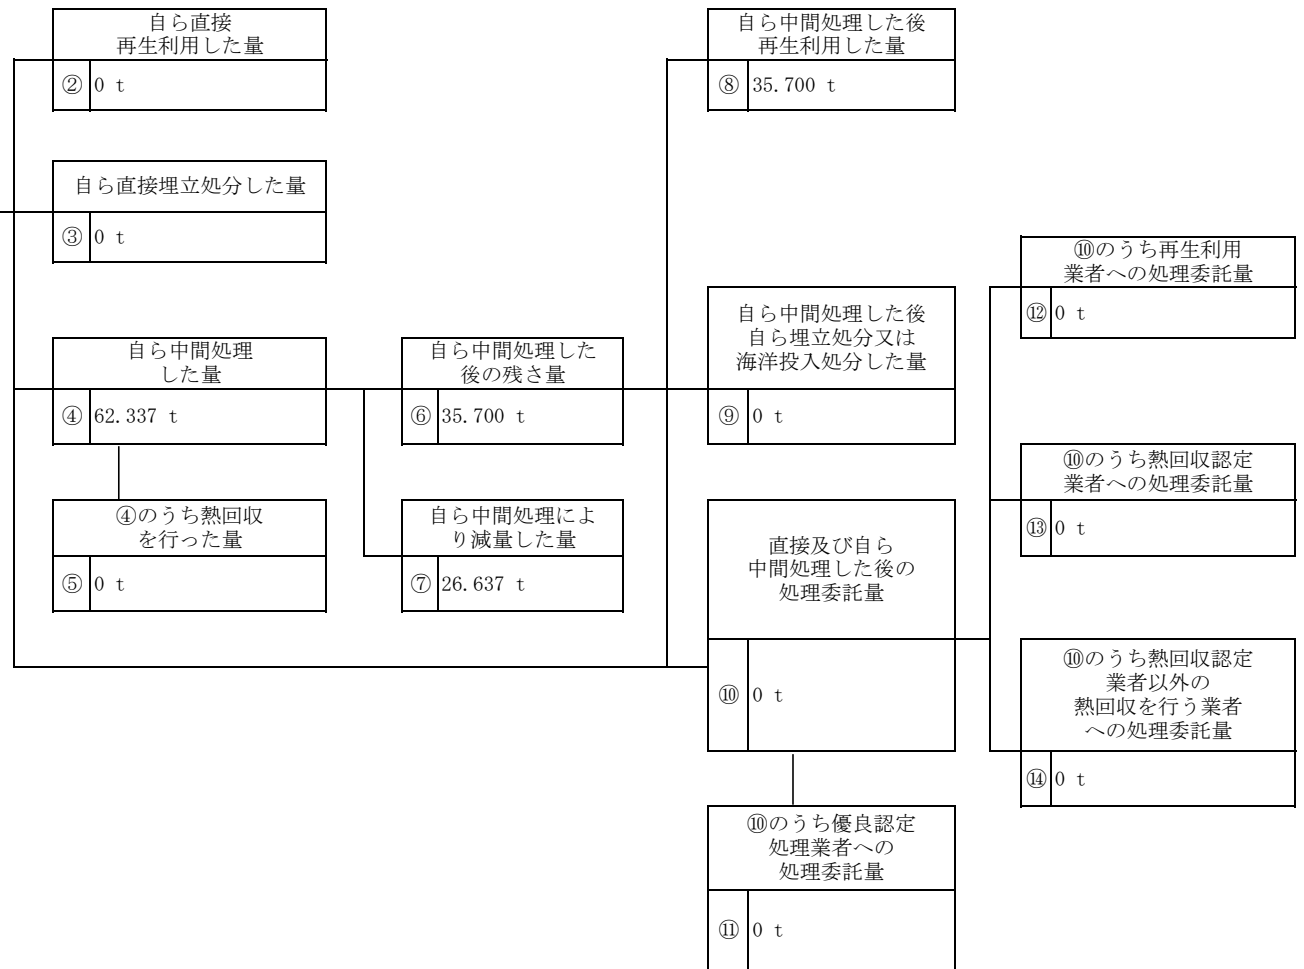 自ら直接
再生利用した量
② 0 t
自ら直接埋立処分した量
③ 0 t
自ら中間処理
した量
④ 62.337 t
④のうち熱回収
を行った量
⑤ 0 t
自ら中間処理した
後の残さ量
⑥ 35.700 t
自ら中間処理によ
り減量した量
⑦ 26.637 t
自ら中間処理した後
再生利用した量
⑧ 35.700 t
自ら中間処理した後
自ら埋立処分又は
海洋投入処分した量
⑨ 0 t
直接及び自ら
中間処理した後の
処理委託量
⑩ 0 t
⑩のうち優良認定
処理業者への
処理委託量
⑪ 0 t
⑩のうち再生利用
業者への処理委託量
⑫ 0 t
⑩のうち熱回収認定
業者への処理委託量
⑬ 0 t
⑩のうち熱回収認定
業者以外の
熱回収を行う業者
への処理委託量
⑭ 0 t